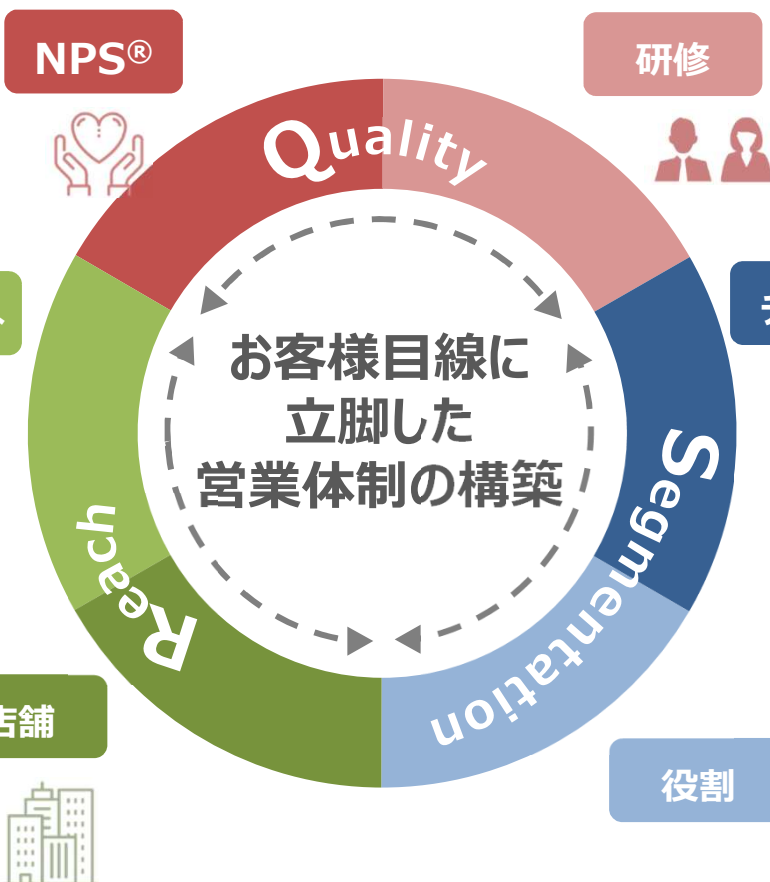 NPS®
研修
Quality
お客様目線に
立脚した
営業体制の構築
Segmentation
Reach
店舗
役割